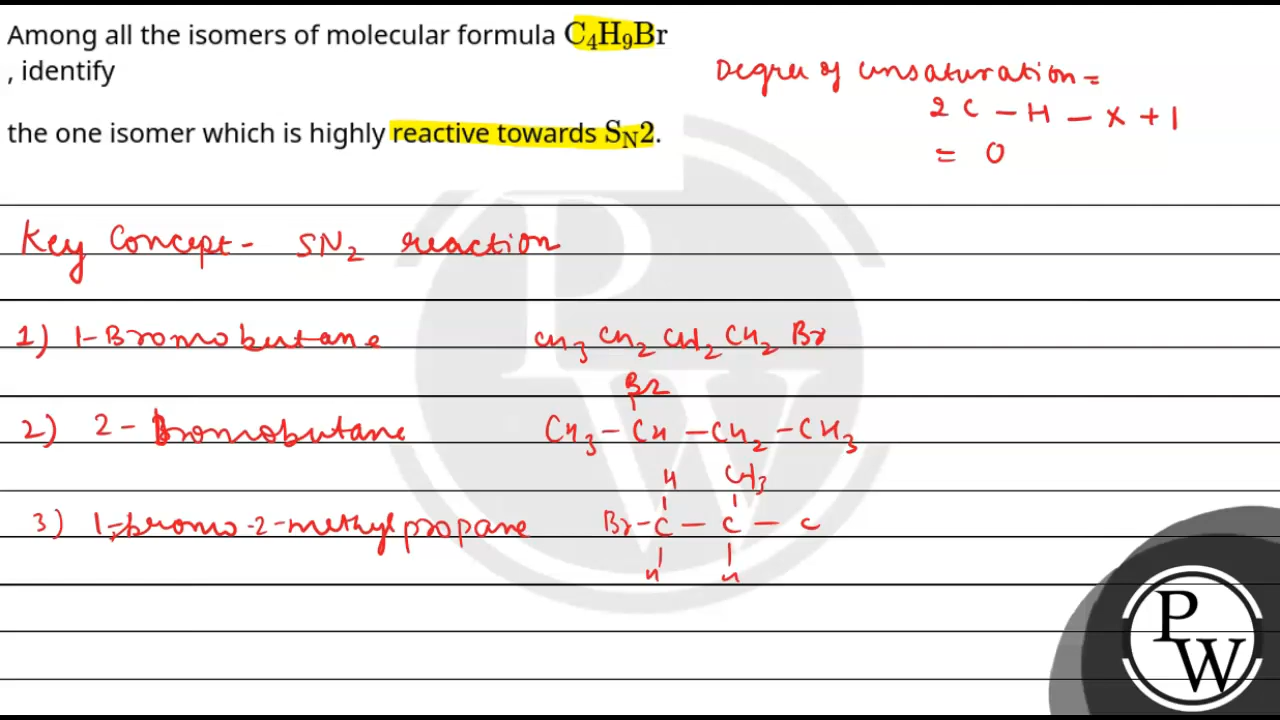 Among all the isomers of molecular formula C₄H₉Br
, identify
the one isomer which is highly reactive towards S_N2.
Degree of unsaturation =
2C - H - X + 1
= 0
Key Concept - SN₂ reaction
1) 1-Bromobutane CH₃ CH₂ CH₂ CH₂ Br
Br
2) 2-Bromobutane CH₃ - CH - CH₂ - CH₃
H CH₃
3) 1-bromo-2-methylpropane Br - C - C - C
H H
P
W
P
W